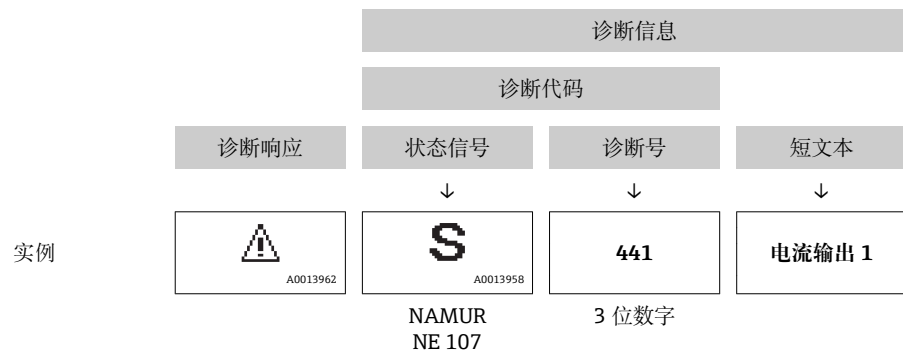 诊断信息
诊断代码
诊断响应 状态信号 诊断号 短文本
↓ ↓ ↓
实例 ⚠ S 441 电流输出 1
A0013962 A0013958
NAMUR 3 位数字
NE 107